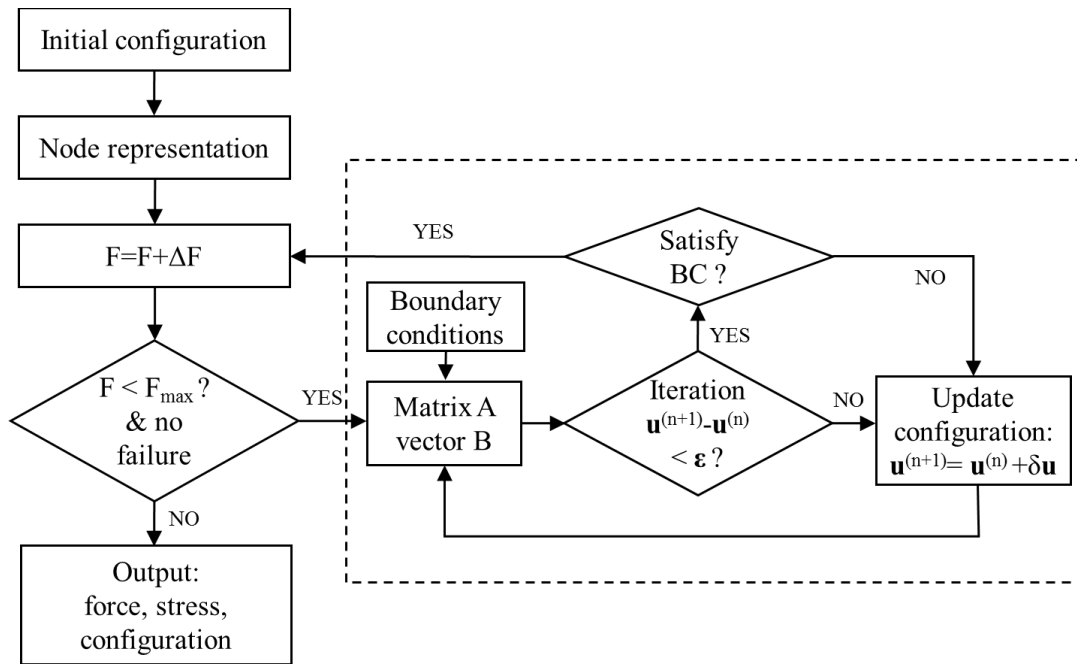 Initial configuration
Node representation
F=F+ΔF
F < Fmax ?
& no
failure
NO
Output:
force, stress,
configuration
YES
YES
Satisfy
BC ?
NO
Boundary
conditions
YES
Matrix A
vector B
Iteration
u(n+1)-u(n)
< ε ?
NO
Update
configuration:
u(n+1)= u(n) +δu